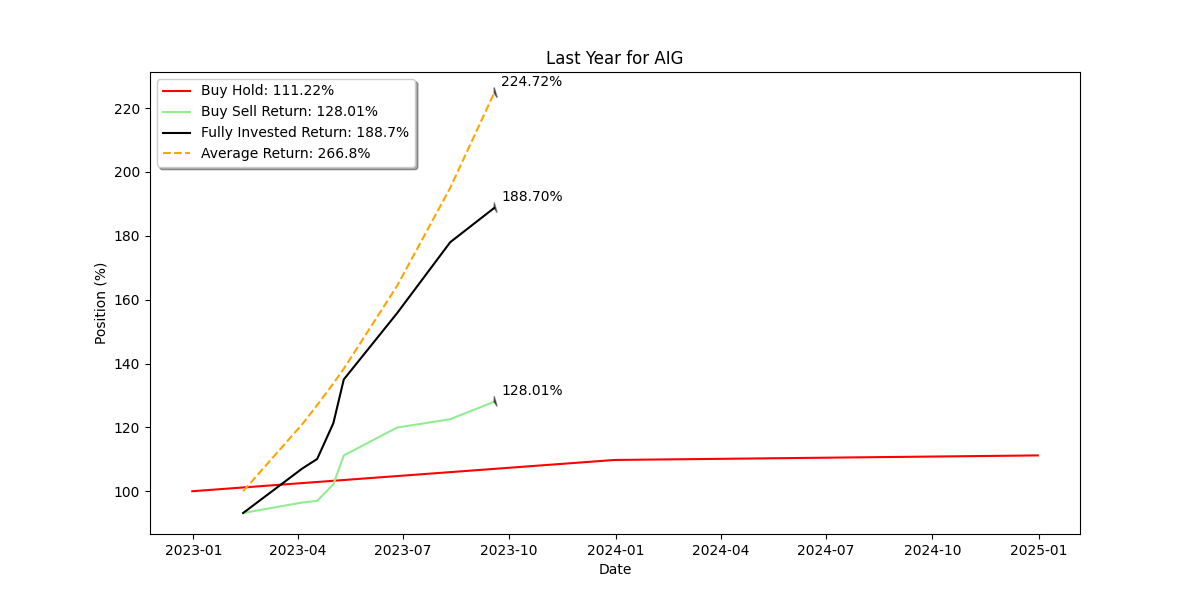 Last Year for AIG
Buy Hold: 111.22%
Buy Sell Return: 128.01%
Fully Invested Return: 188.7%
Average Return: 266.8%
224.72%
188.70%
128.01%
Position (%)
220
200
180
160
140
120
100
2023-01
2023-04
2023-07
2023-10
2024-01
2024-04
2024-07
2024-10
2025-01
Date